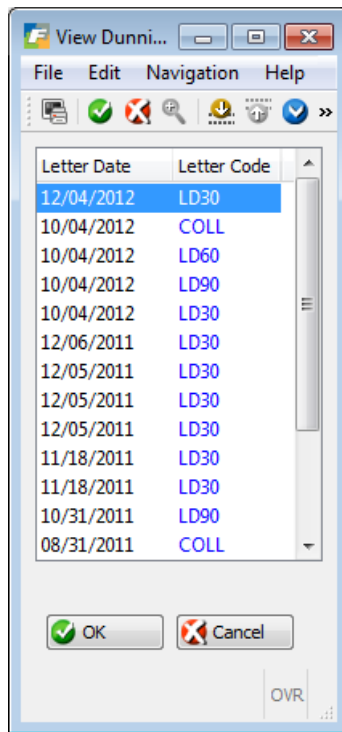 View Dunni...
File Edit Navigation Help
»
Letter Date Letter Code
12/04/2012 LD30
10/04/2012 COLL
10/04/2012 LD60
10/04/2012 LD90
10/04/2012 LD30
12/06/2011 LD30
12/05/2011 LD30
12/05/2011 LD30
12/05/2011 LD30
11/18/2011 LD30
11/18/2011 LD30
10/31/2011 LD90
08/31/2011 COLL
OK Cancel
OVR